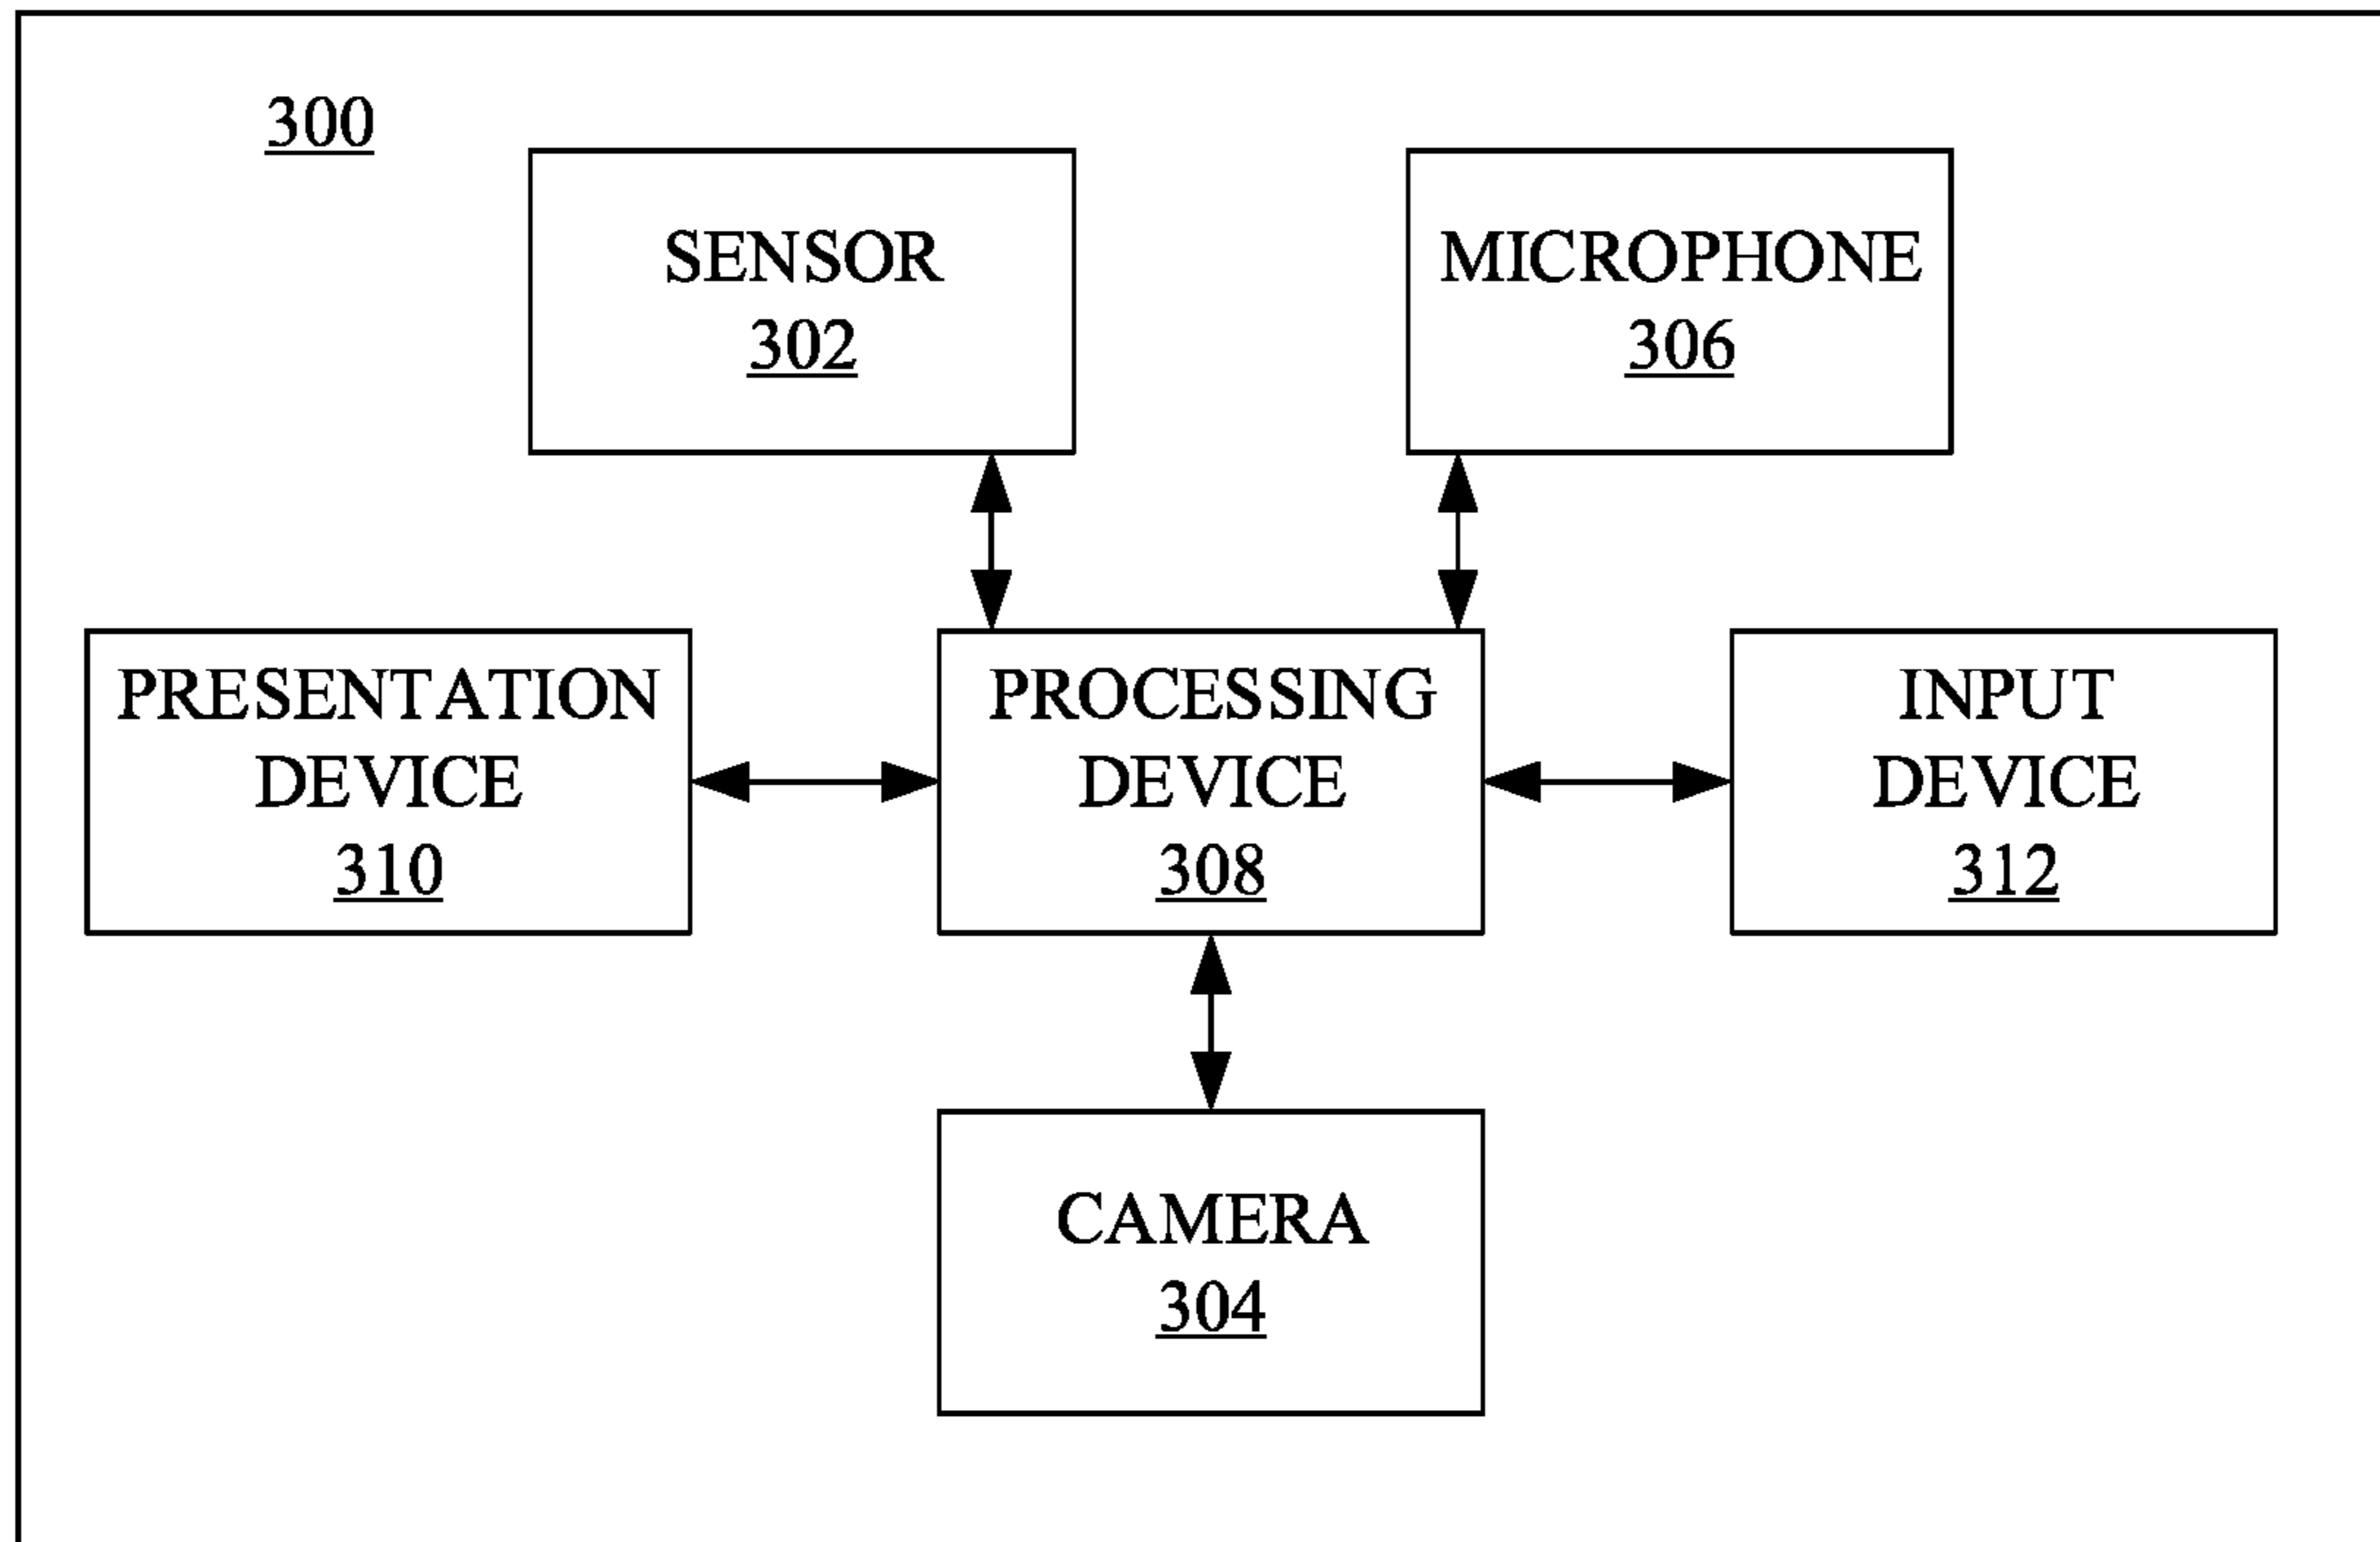 300
SENSOR
302
MICROPHONE
306
PRESENTATION
DEVICE
310
PROCESSING
DEVICE
308
INPUT
DEVICE
312
CAMERA
304